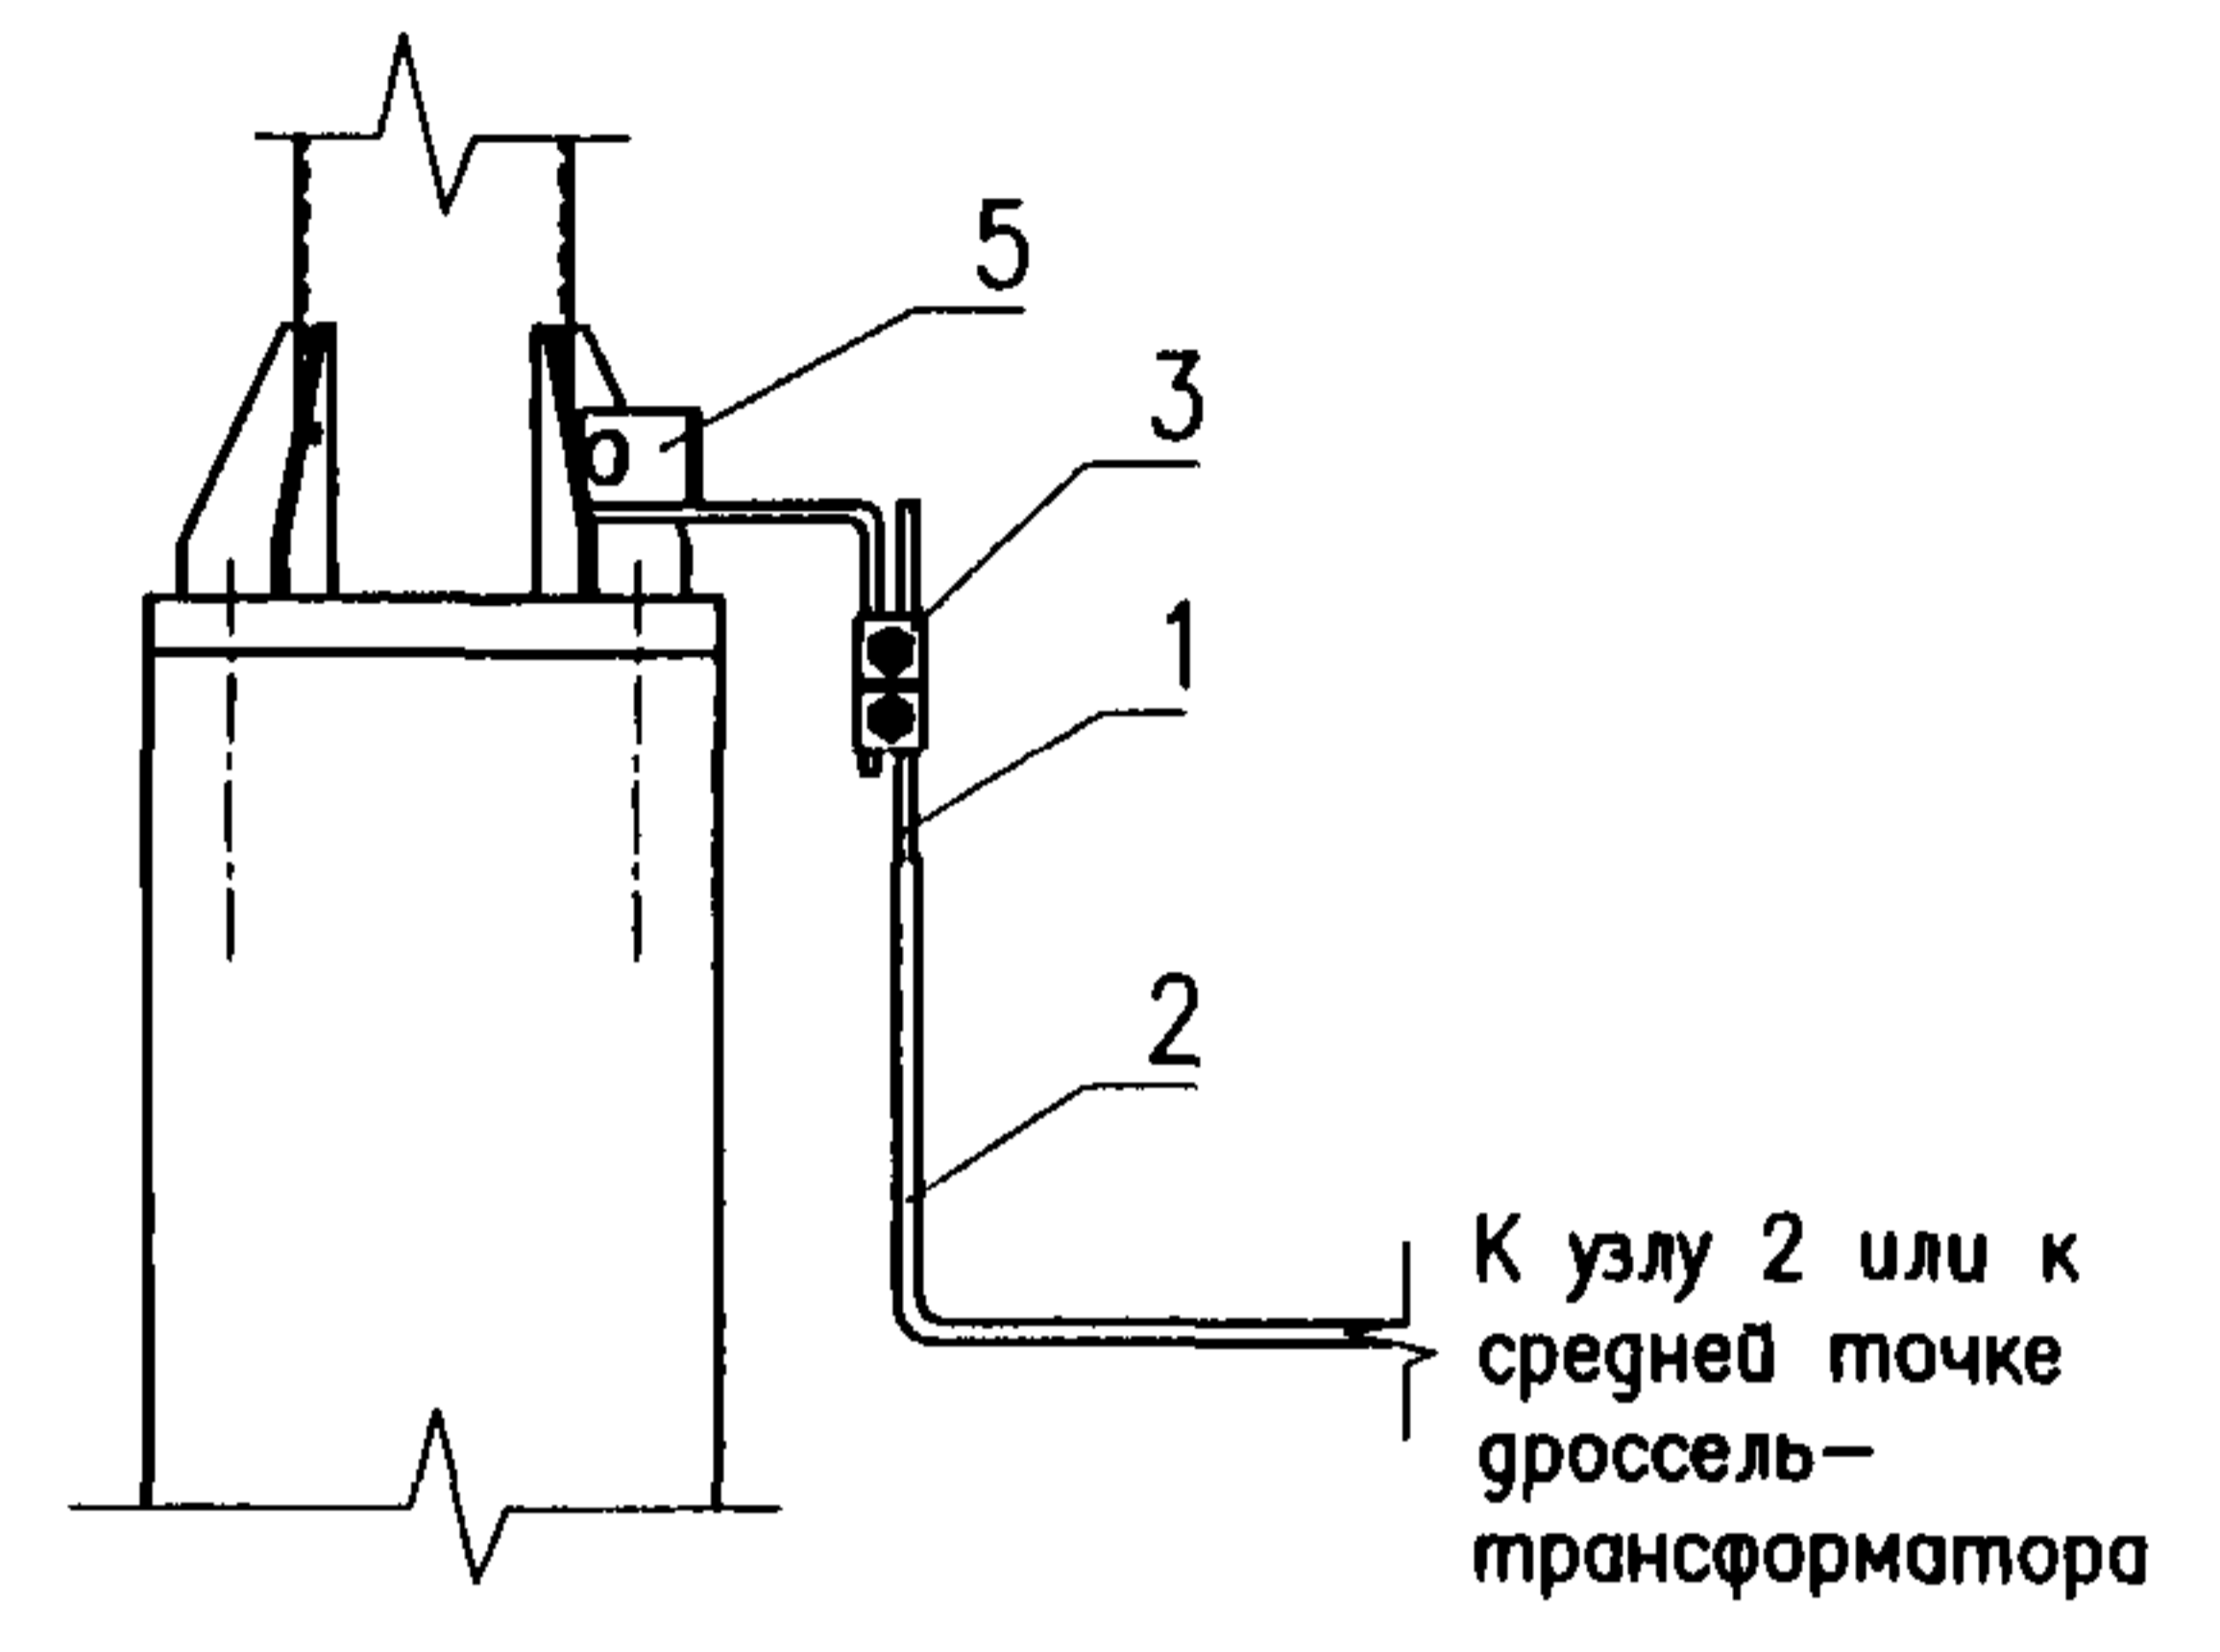 5
3
1
2
К узлу 2 или к
средней точке
дроссель-
трансформатора